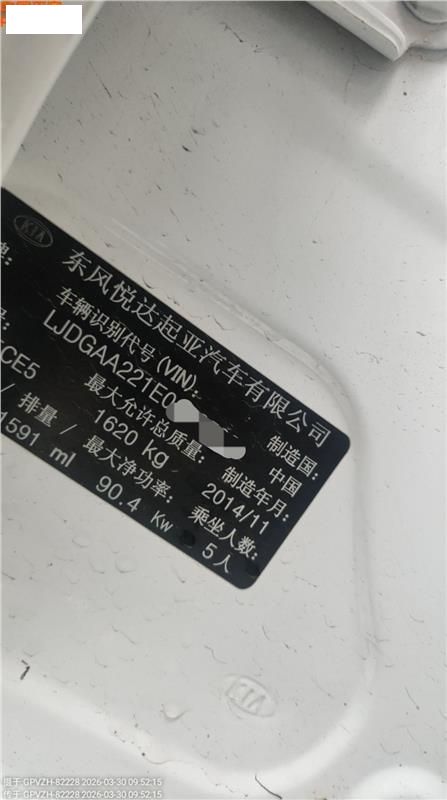 KIA
东风悦达起亚汽车有限公司
车辆识别代号(VIN):
LJDGAA221E0
制造国:
中国
CE5
最大允许总质量:
1620 kg
制造年月:
2014/11
/ 排量 / 最大净功率:
1591 ml
90.4 Kw
乘坐人数:
5人
KIA
摄于 GPVZH-82228 2026-03-30 09:52:15
传于 GPVZH-82228 2026-03-30 09:52:15